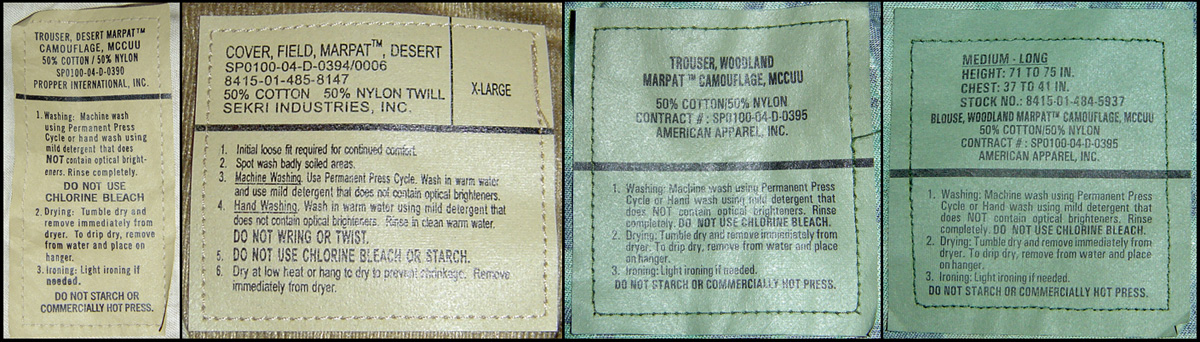 TROUSER, DESERT MARPAT™
CAMOUFLAGE, MCCUU
50% COTTON / 50% NYLON
SP0100-04-D-0390
PROPPER INTERNATIONAL, INC.
1. Washing: Machine wash
using Permanent Press
Cycle or hand wash using
mild detergent that does
NOT contain optical bright-
eners. Rinse completely.
DO NOT USE
CHLORINE BLEACH
2. Drying: Tumble dry and
remove immediately from
dryer. To drip dry, remove
from water and place on
hanger.
3. Ironing: Light ironing if
needed.
DO NOT STARCH OR
COMMERCIALLY HOT PRESS.
COVER, FIELD, MARPAT™, DESERT
SP0100-04-D-0394/0006
8415-01-485-8147
50% COTTON 50% NYLON TWILL
SEKRI INDUSTRIES, INC.
X-LARGE
1. Initial loose fit required for continued comfort.
2. Spot wash badly soiled areas.
3. Machine Washing. Use Permanent Press Cycle. Wash in warm water
and use mild detergent that does not contain optical brighteners.
4. Hand Washing. Wash in warm water using mild detergent that
does not contain optical brighteners. Rinse in clean warm water.
DO NOT WRING OR TWIST.
5. DO NOT USE CHLORINE BLEACH OR STARCH.
6. Dry at low heat or hang to dry to prevent shrinkage. Remove
immediately from dryer.
TROUSER, WOODLAND
MARPAT™ CAMOUFLAGE, MCCUU
50% COTTON/50% NYLON
CONTRACT # : SP0100-04-D-0395
AMERICAN APPAREL, INC.
1. Washing: Machine wash using Permanent Press
Cycle or Hand wash using mild detergent that
does NOT contain optical brighteners. Rinse
completely. DO NOT USE CHLORINE BLEACH.
2. Drying: Tumble dry and remove immediately from
dryer. To drip dry, remove from water and place
on hanger.
3. Ironing: Light ironing if needed.
DO NOT STARCH OR COMMERCIALLY HOT PRESS.
MEDIUM - LONG
HEIGHT: 71 TO 75 IN.
CHEST: 37 TO 41 IN.
STOCK NO.: 8415-01-484-5937
BLOUSE, WOODLAND MARPAT™ CAMOUFLAGE, MCCUU
50% COTTON/50% NYLON
CONTRACT # : SP0100-04-D-0395
AMERICAN APPAREL, INC.
1. Washing: Machine wash using Permanent Press
Cycle or Hand wash using mild detergent that
does NOT contain optical brighteners. Rinse
completely. DO NOT USE CHLORINE BLEACH.
2. Drying: Tumble dry and remove immediately from
dryer. To drip dry, remove from water and place
on hanger.
3. Ironing: Light ironing if needed.
DO NOT STARCH OR COMMERCIALLY HOT PRESS.